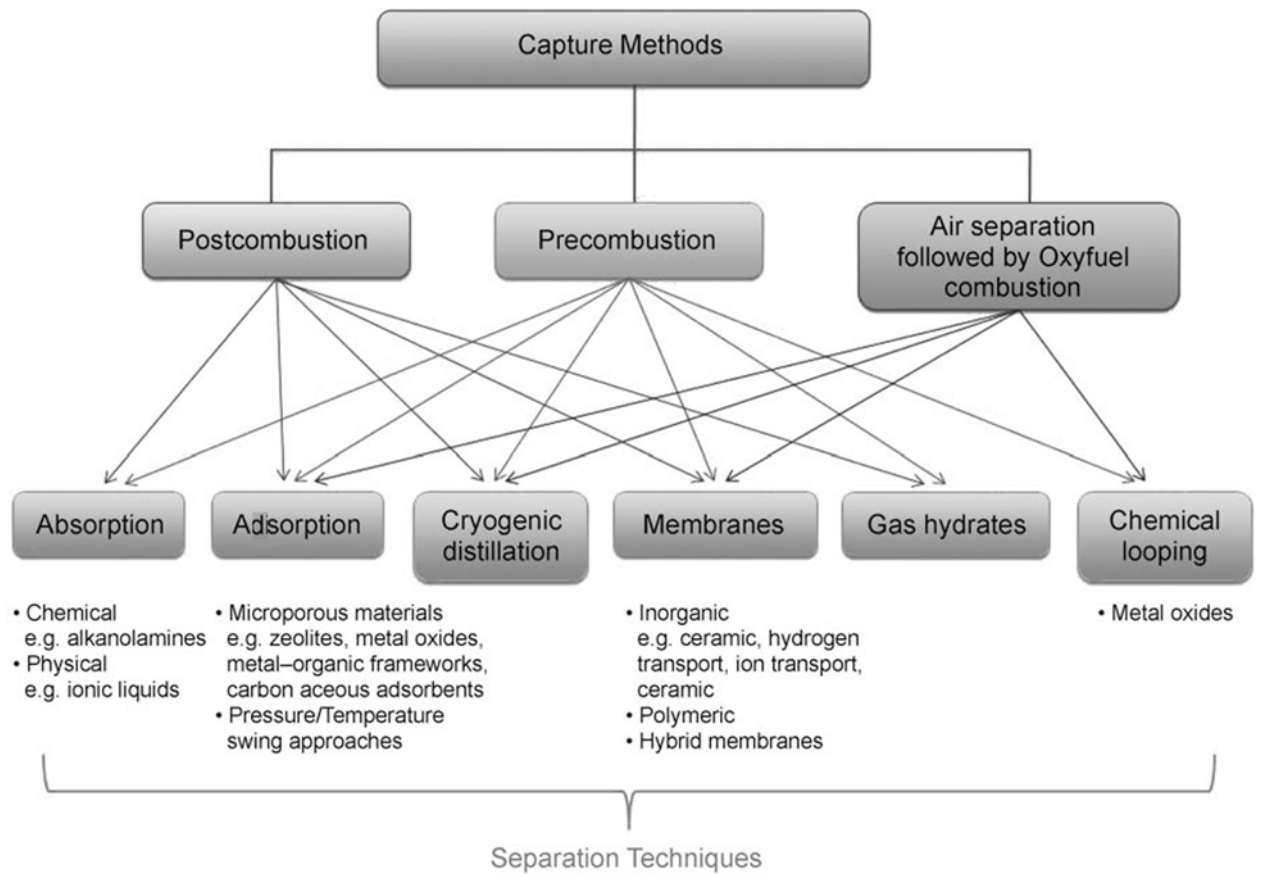 Capture Methods
Postcombustion
Precombustion
Air separation
followed by Oxyfuel
combustion
Absorption
Adsorption
Cryogenic
distillation
Membranes
Gas hydrates
Chemical
looping
• Chemical
e.g. alkanolamines
• Physical
e.g. ionic liquids
• Microporous materials
e.g. zeolites, metal oxides,
metal–organic frameworks,
carbon aceous adsorbents
• Pressure/Temperature
swing approaches
• Inorganic
e.g. ceramic, hydrogen
transport, ion transport,
ceramic
• Polymeric
• Hybrid membranes
• Metal oxides
Separation Techniques